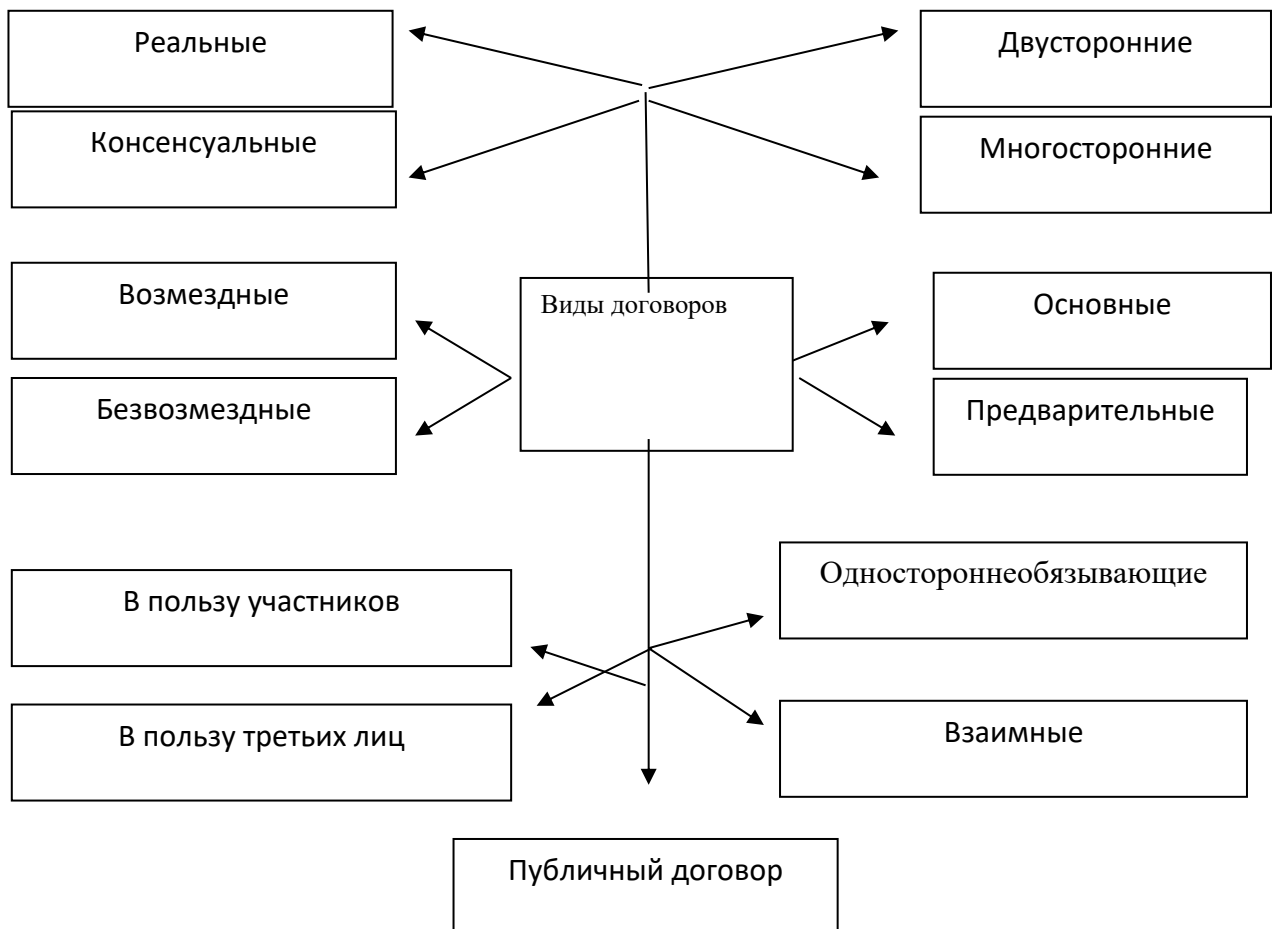 Реальные
Двусторонние
Консенсуальные
Многосторонние
Возмездные
Виды договоров
Основные
Безвозмездные
Предварительные
Одностороннеобязывающие
В пользу участников
В пользу третьих лиц
Взаимные
Публичный договор